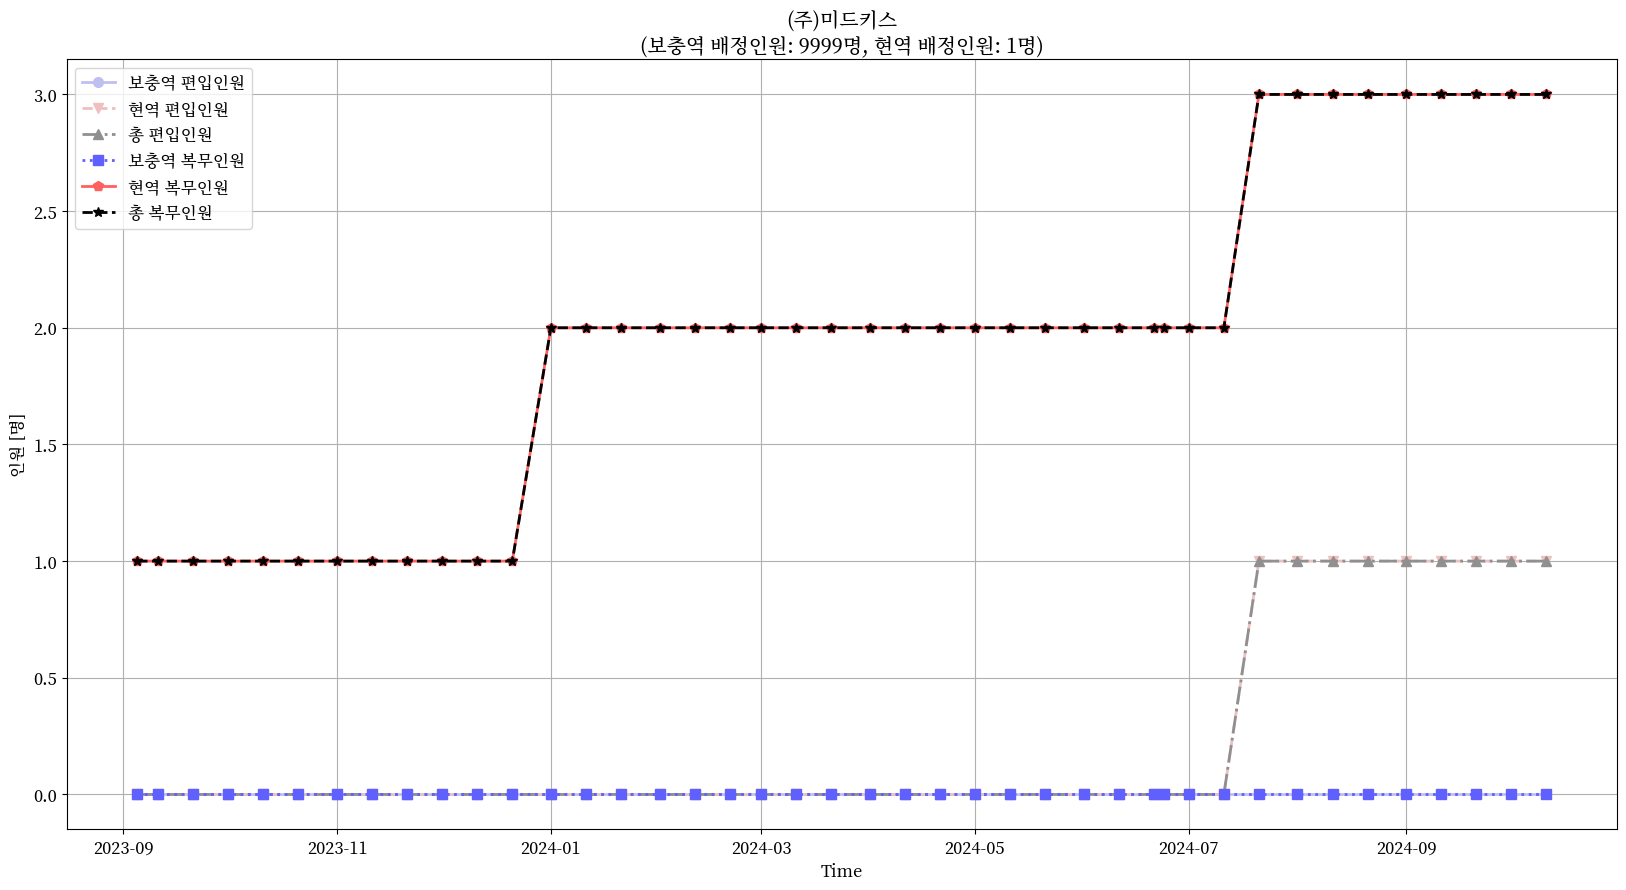 (주)미드키스
(보충역 배정인원: 9999명, 현역 배정인원: 1명)
보충역 편입인원
현역 편입인원
총 편입인원
보충역 복무인원
현역 복무인원
총 복무인원
3.0
2.5
2.0
1.5
1.0
0.5
0.0
인원 [명]
2023-09
2023-11
2024-01
2024-03
2024-05
2024-07
2024-09
Time